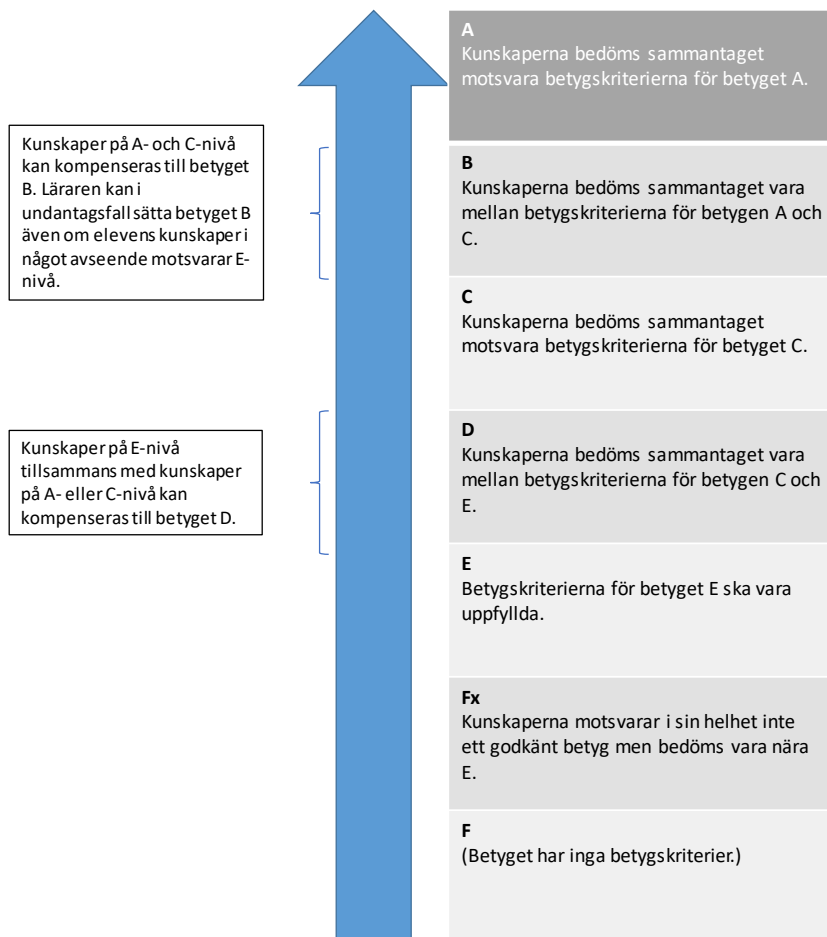 A
Kunskaperna bedöms sammantaget
motsvara betygskriterierna för betyget A.
Kunskaper på A- och C-nivå
kan kompenseras till betyget
B. Läraren kan i
undantagsfall sätta betyget B
även om elevens kunskaper i
något avseende motsvarar E-
nivå.
B
Kunskaperna bedöms sammantaget vara
mellan betygskriterierna för betygen A och
C.
C
Kunskaperna bedöms sammantaget
motsvara betygskriterierna för betyget C.
Kunskaper på E-nivå
tillsammans med kunskaper
på A- eller C-nivå kan
kompenseras till betyget D.
D
Kunskaperna bedöms sammantaget vara
mellan betygskriterierna för betygen C och
E.
E
Betygskriterierna för betyget E ska vara
uppfyllda.
Fx
Kunskaperna motsvarar i sin helhet inte
ett godkänt betyg men bedöms vara nära
E.
F
(Betyget har inga betygskriterier.)